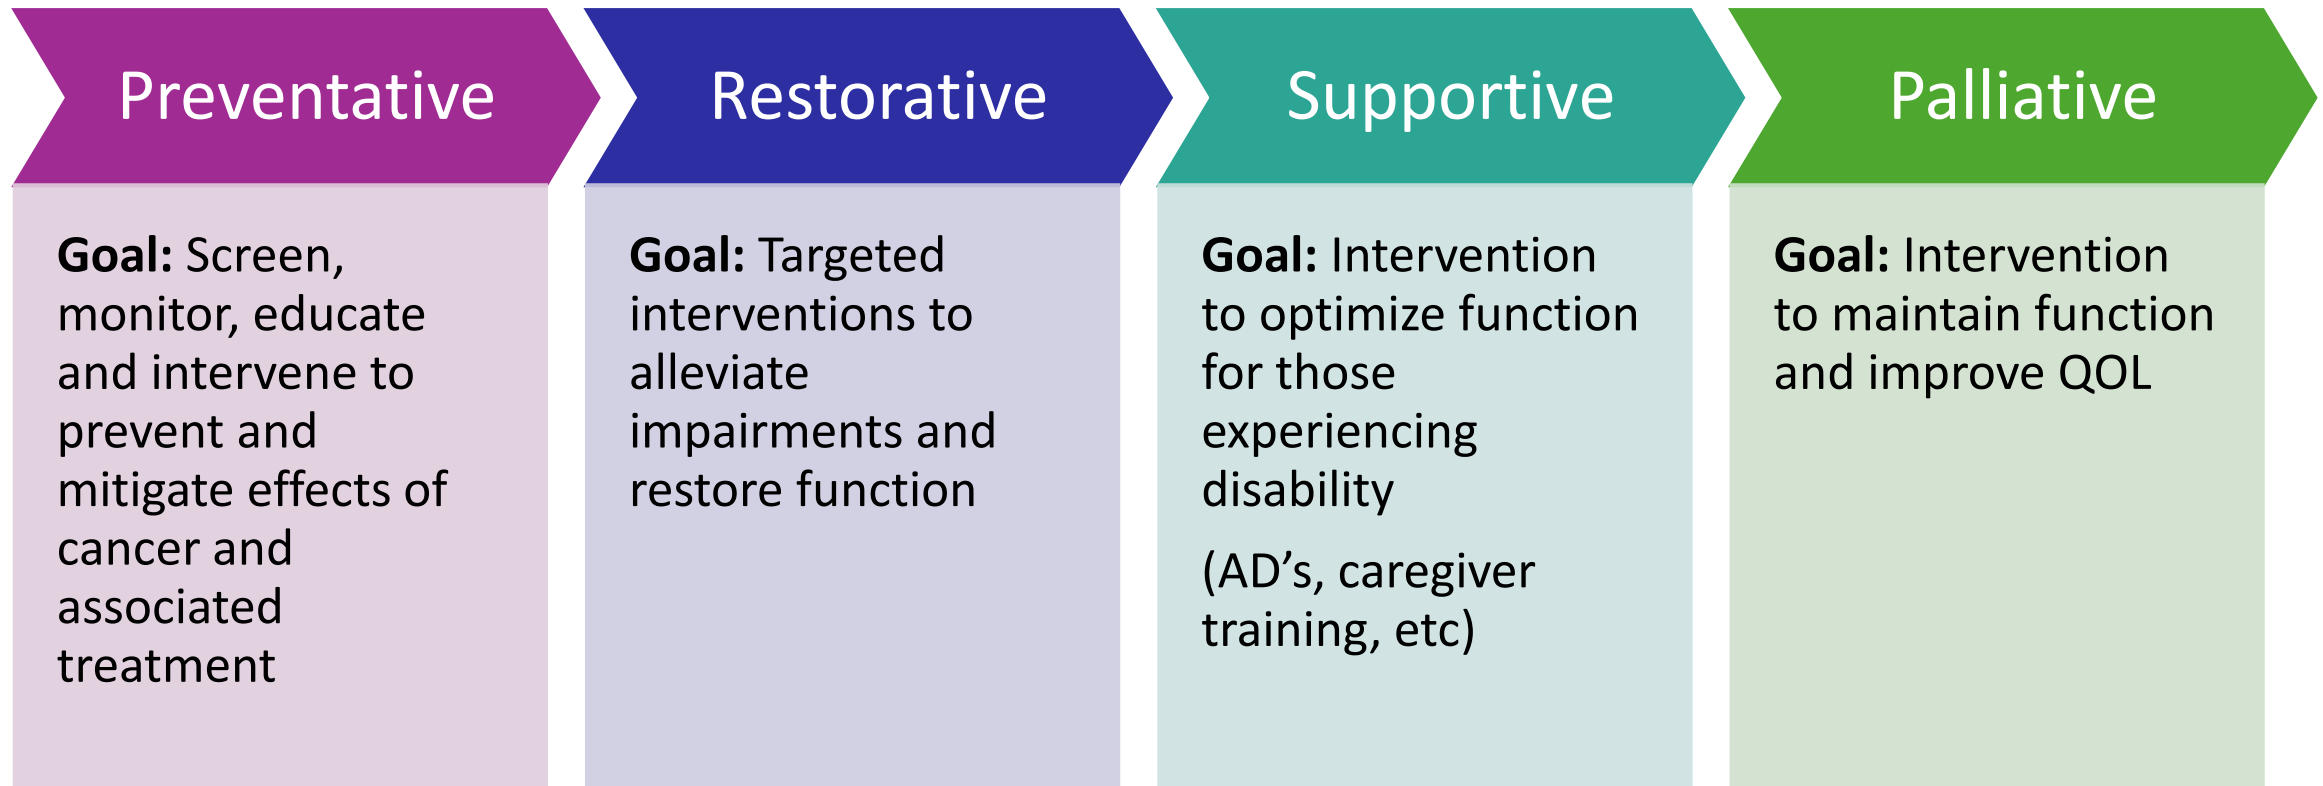 Preventative
Goal: Screen,
monitor, educate
and intervene to
prevent and
mitigate effects of
cancer and
associated
treatment
Restorative
Goal: Targeted
interventions to
alleviate
impairments and
restore function
Supportive
Goal: Intervention
to optimize function
for those
experiencing
disability
(AD’s, caregiver
training, etc)
Palliative
Goal: Intervention
to maintain function
and improve QOL